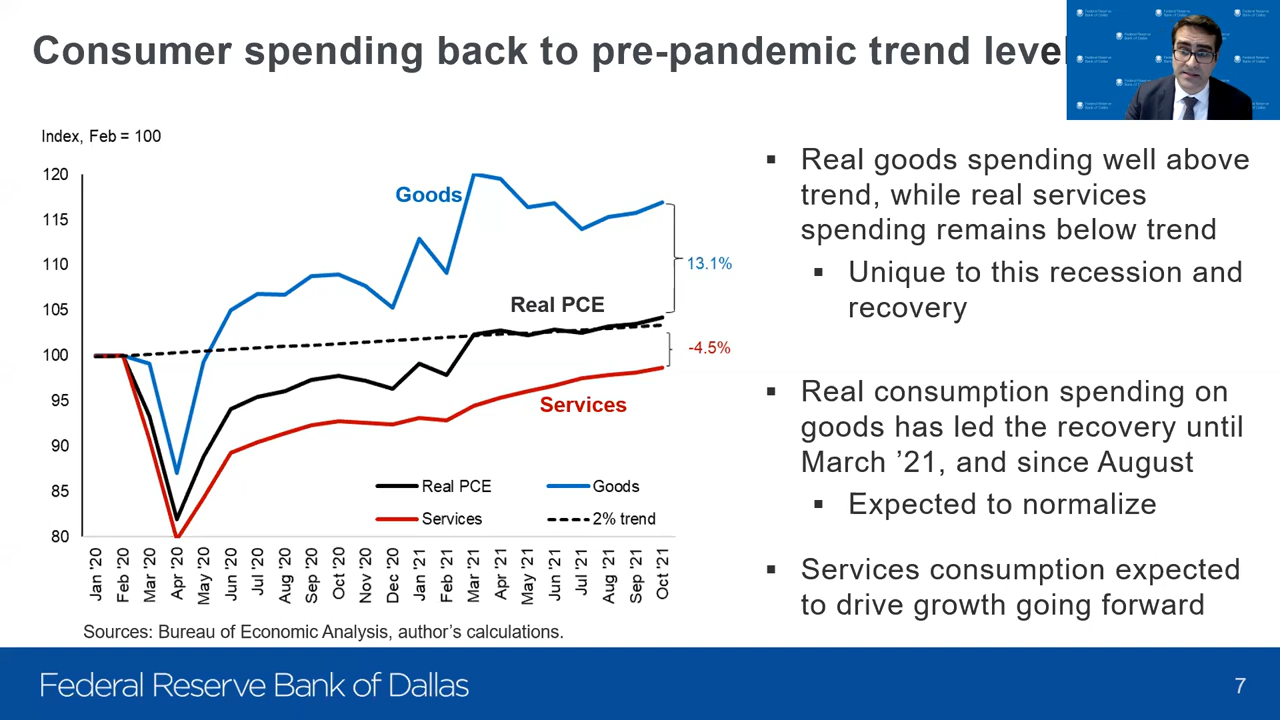 Consumer spending back to pre-pandemic trend level
Index, Feb = 100
120
115
110
105
100
95
90
85
80
Goods
13.1%
Real PCE
-4.5%
Services
Real PCE
Goods
Services
2% trend
Jan '20
Feb '20
Mar '20
Apr '20
May '20
Jun '20
Jul '20
Aug '20
Sep '20
Oct '20
Nov '20
Dec '20
Jan '21
Feb '21
Mar '21
Apr '21
May '21
Jun '21
Jul '21
Aug '21
Sep '21
Oct '21
Sources: Bureau of Economic Analysis, author's calculations.
▪ Real goods spending well above
trend, while real services
spending remains below trend
▪ Unique to this recession and
recovery
▪ Real consumption spending on
goods has led the recovery until
March ’21, and since August
▪ Expected to normalize
▪ Services consumption expected
to drive growth going forward
Federal Reserve Bank of Dallas
7
Federal Reserve
Bank of Dallas